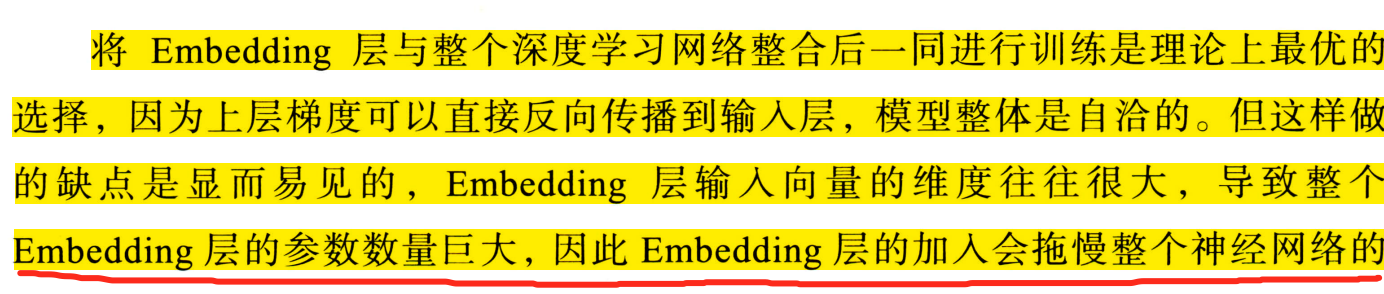 将 Embedding 层与整个深度学习网络整合后一同进行训练是理论上最优的
选择，因为上层梯度可以直接反向传播到输入层，模型整体是自洽的。但这样做
的缺点是显而易见的，Embedding 层输入向量的维度往往很大，导致整个
Embedding 层的参数数量巨大，因此 Embedding 层的加入会拖慢整个神经网络的